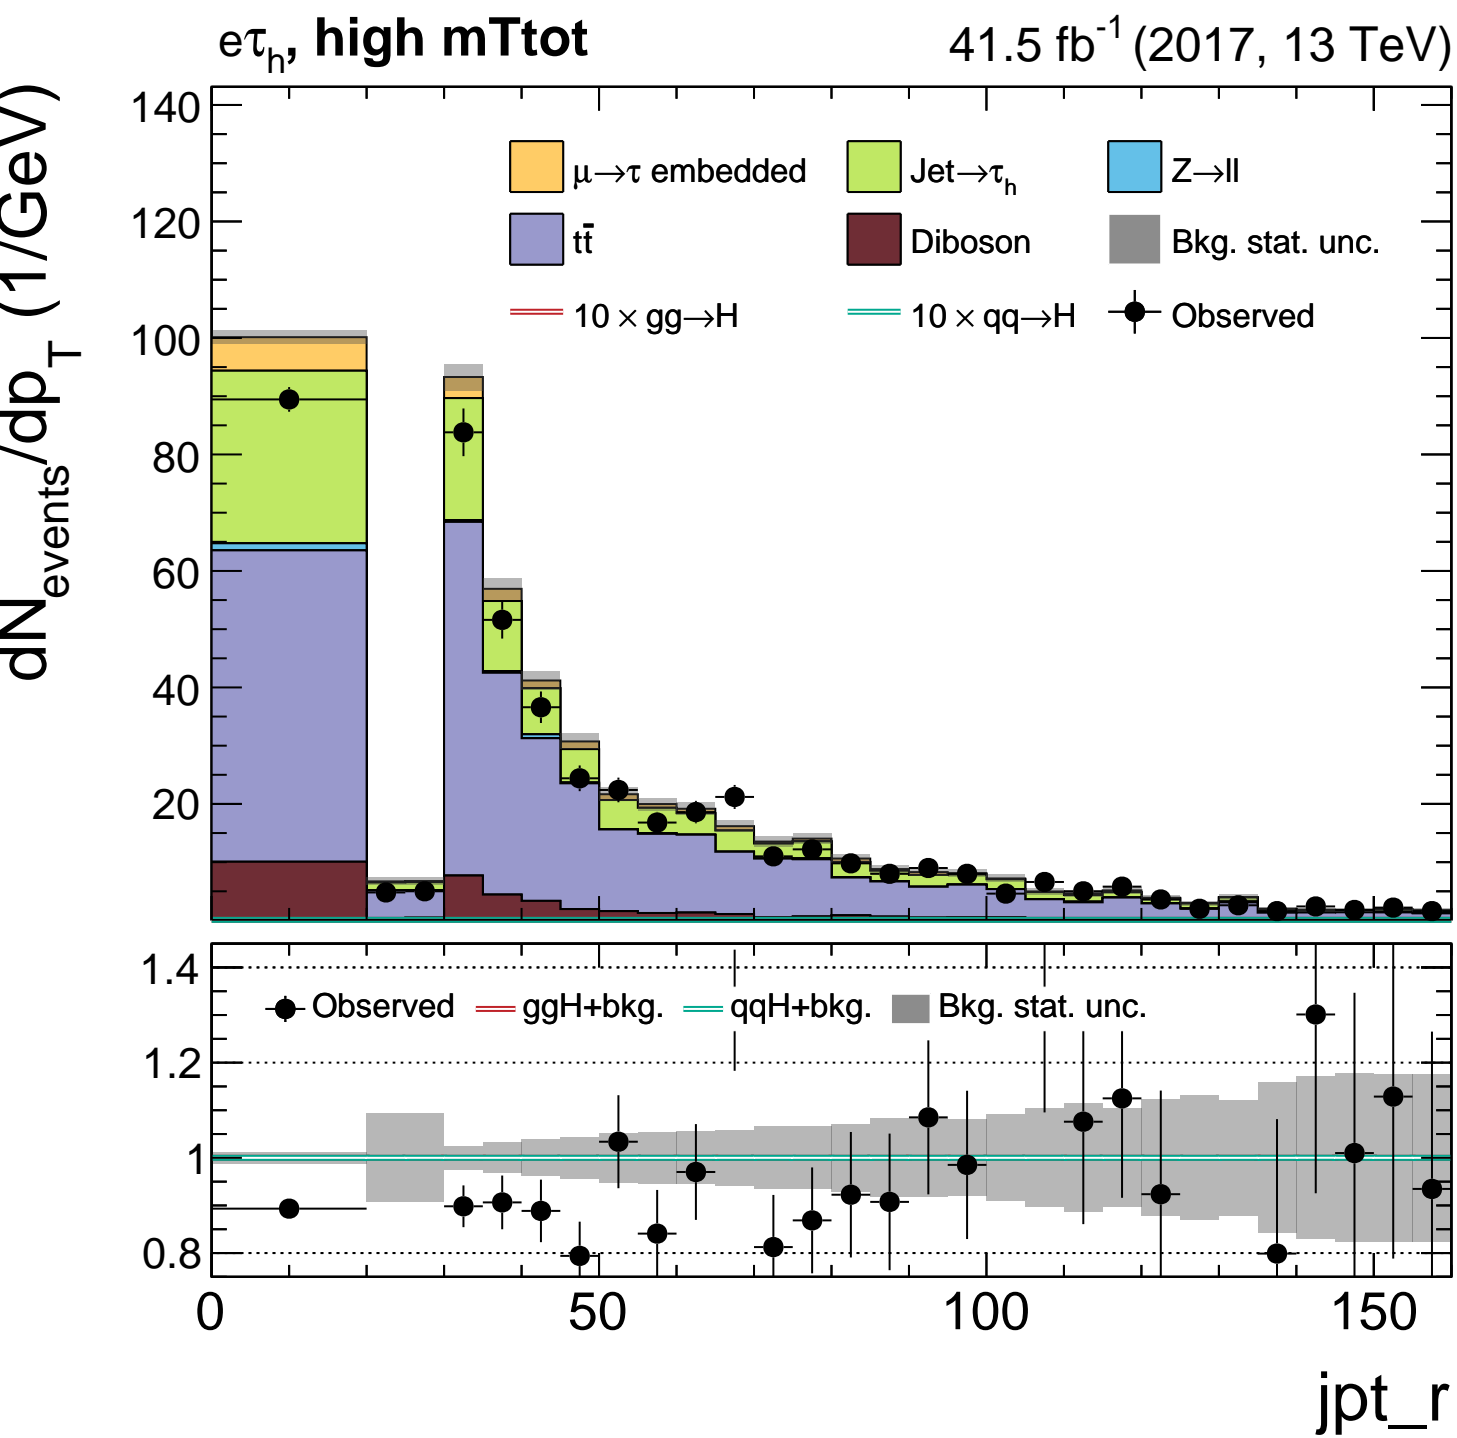 eτh, high mTtot 41.5 fb-1 (2017, 13 TeV)
dNevents/dpT (1/GeV)
140
120
100
80
60
40
20
μ→τ embedded Jet→τh Z→ll
tt̄ Diboson Bkg. stat. unc.
10 × gg→H 10 × qq→H Observed
1.4
1.2
1
0.8
Observed ggH+bkg. qqH+bkg. Bkg. stat. unc.
0 50 100 150
jpt_r